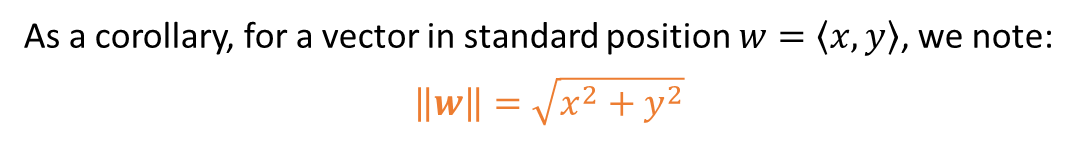 As a corollary, for a vector in standard position w = ⟨x, y⟩, we note:
‖w‖ = √x² + y²